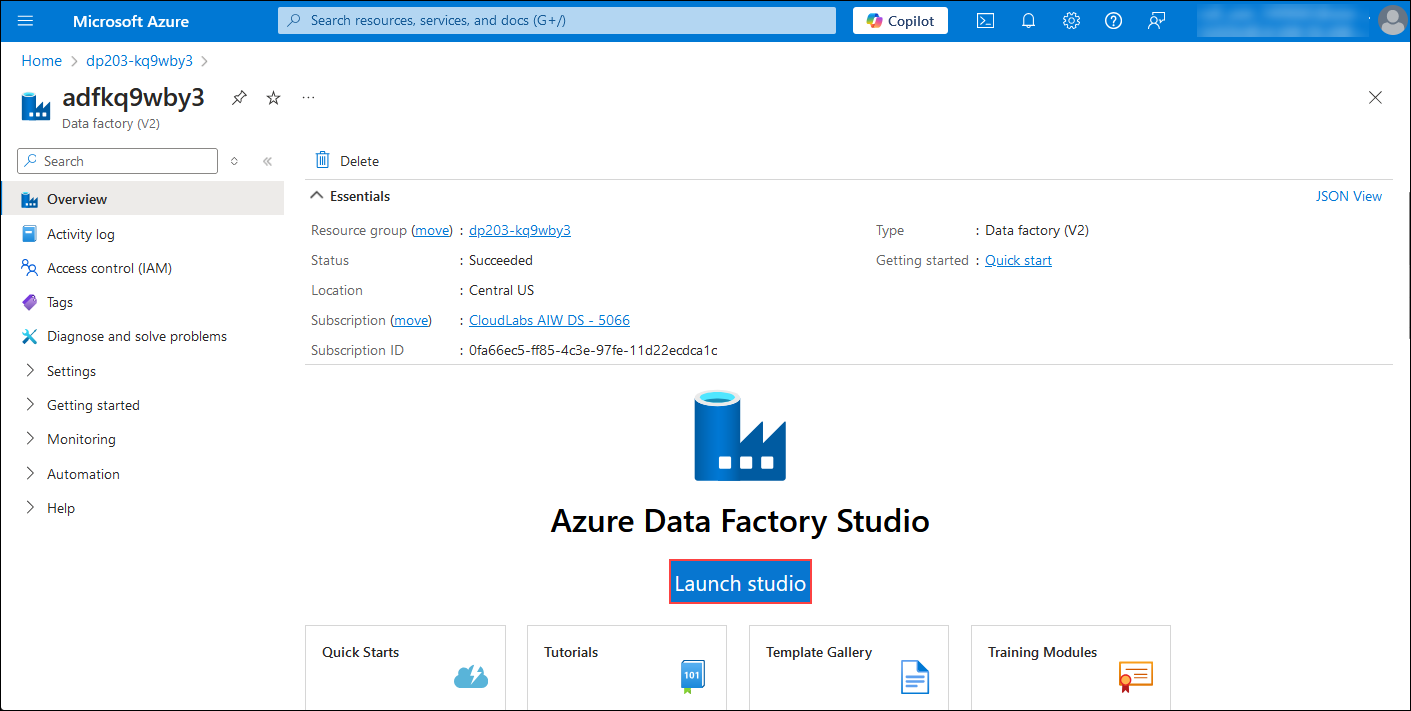 Microsoft Azure
Search resources, services, and docs (G+/)
Copilot
Home > dp203-kq9wby3 >
adfkq9wby3
Data factory (V2)
Search
Overview
Activity log
Access control (IAM)
Tags
Diagnose and solve problems
Settings
Getting started
Monitoring
Automation
Help
Delete
Essentials
JSON View
Resource group (move) : dp203-kq9wby3
Status : Succeeded
Location : Central US
Subscription (move) : CloudLabs AIW DS - 5066
Subscription ID : 0fa66ec5-ff85-4c3e-97fe-11d22ecdca1c
Type : Data factory (V2)
Getting started : Quick start
Azure Data Factory Studio
Launch studio
Quick Starts
Tutorials
101
Template Gallery
Training Modules